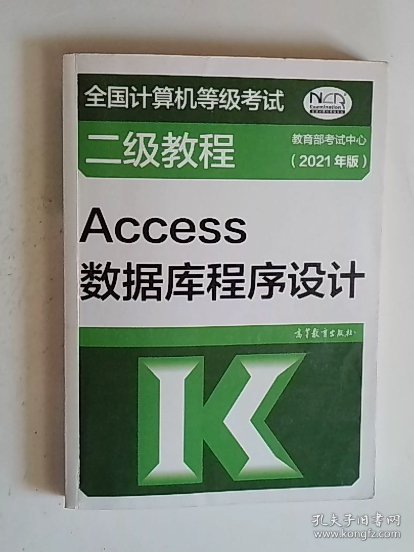 全国计算机等级考试
NCRE
Examination
二级教程
教育部考试中心
（2021年版）
Access
数据库程序设计
高等教育出版社
K
孔夫子旧书网
www.kongfz.com